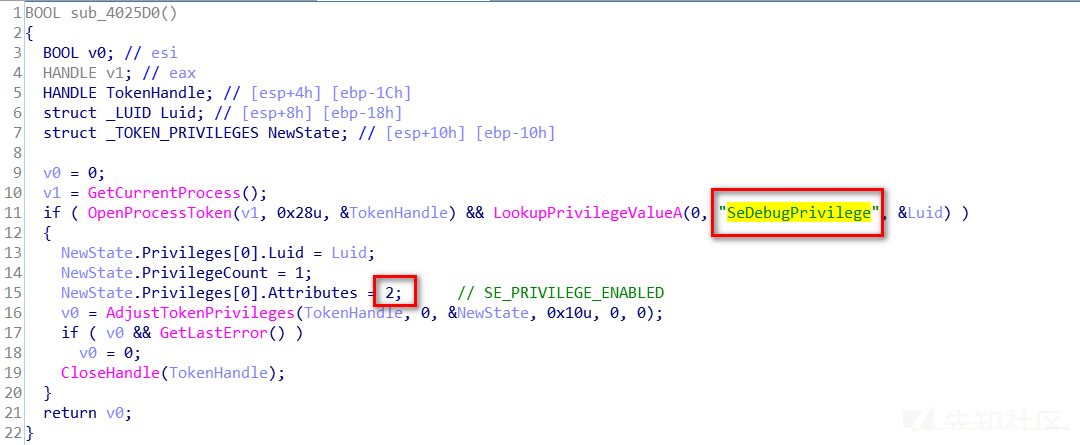 1 BOOL sub_4025D0()
2 {
3 BOOL v0; // esi
4 HANDLE v1; // eax
5 HANDLE TokenHandle; // [esp+4h] [ebp-1Ch]
6 struct _LUID Luid; // [esp+8h] [ebp-18h]
7 struct _TOKEN_PRIVILEGES NewState; // [esp+10h] [ebp-10h]
8
9 v0 = 0;
10 v1 = GetCurrentProcess();
11 if ( OpenProcessToken(v1, 0x28u, &TokenHandle) && LookupPrivilegeValueA(0, "SeDebugPrivilege", &Luid) )
12 {
13 NewState.Privileges[0].Luid = Luid;
14 NewState.PrivilegeCount = 1;
15 NewState.Privileges[0].Attributes = 2; // SE_PRIVILEGE_ENABLED
16 v0 = AdjustTokenPrivileges(TokenHandle, 0, &NewState, 0x10u, 0, 0);
17 if ( v0 && GetLastError() )
18 v0 = 0;
19 CloseHandle(TokenHandle);
20 }
21 return v0;
22 }
先知社区